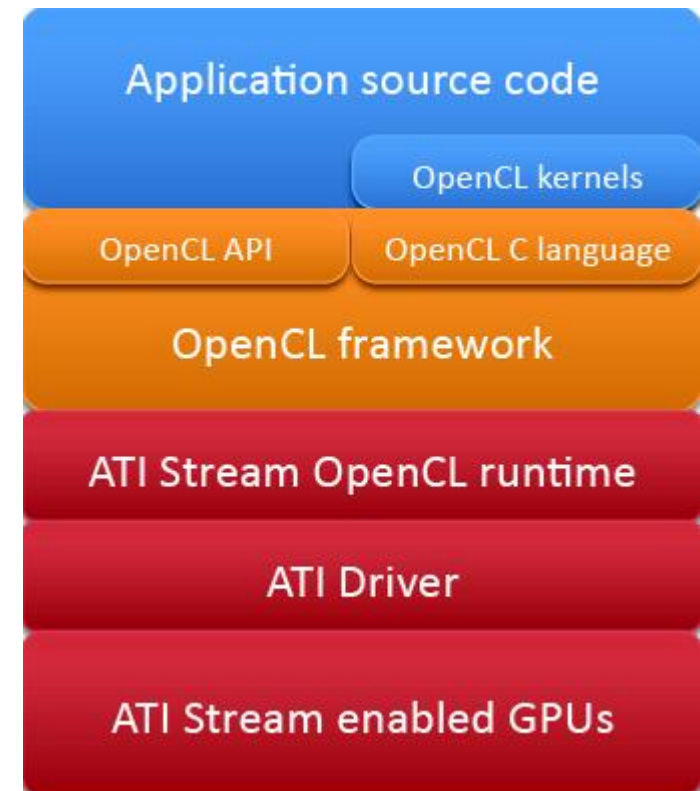 Application source code
OpenCL kernels
OpenCL API
OpenCL C language
OpenCL framework
ATI Stream OpenCL runtime
ATI Driver
ATI Stream enabled GPUs